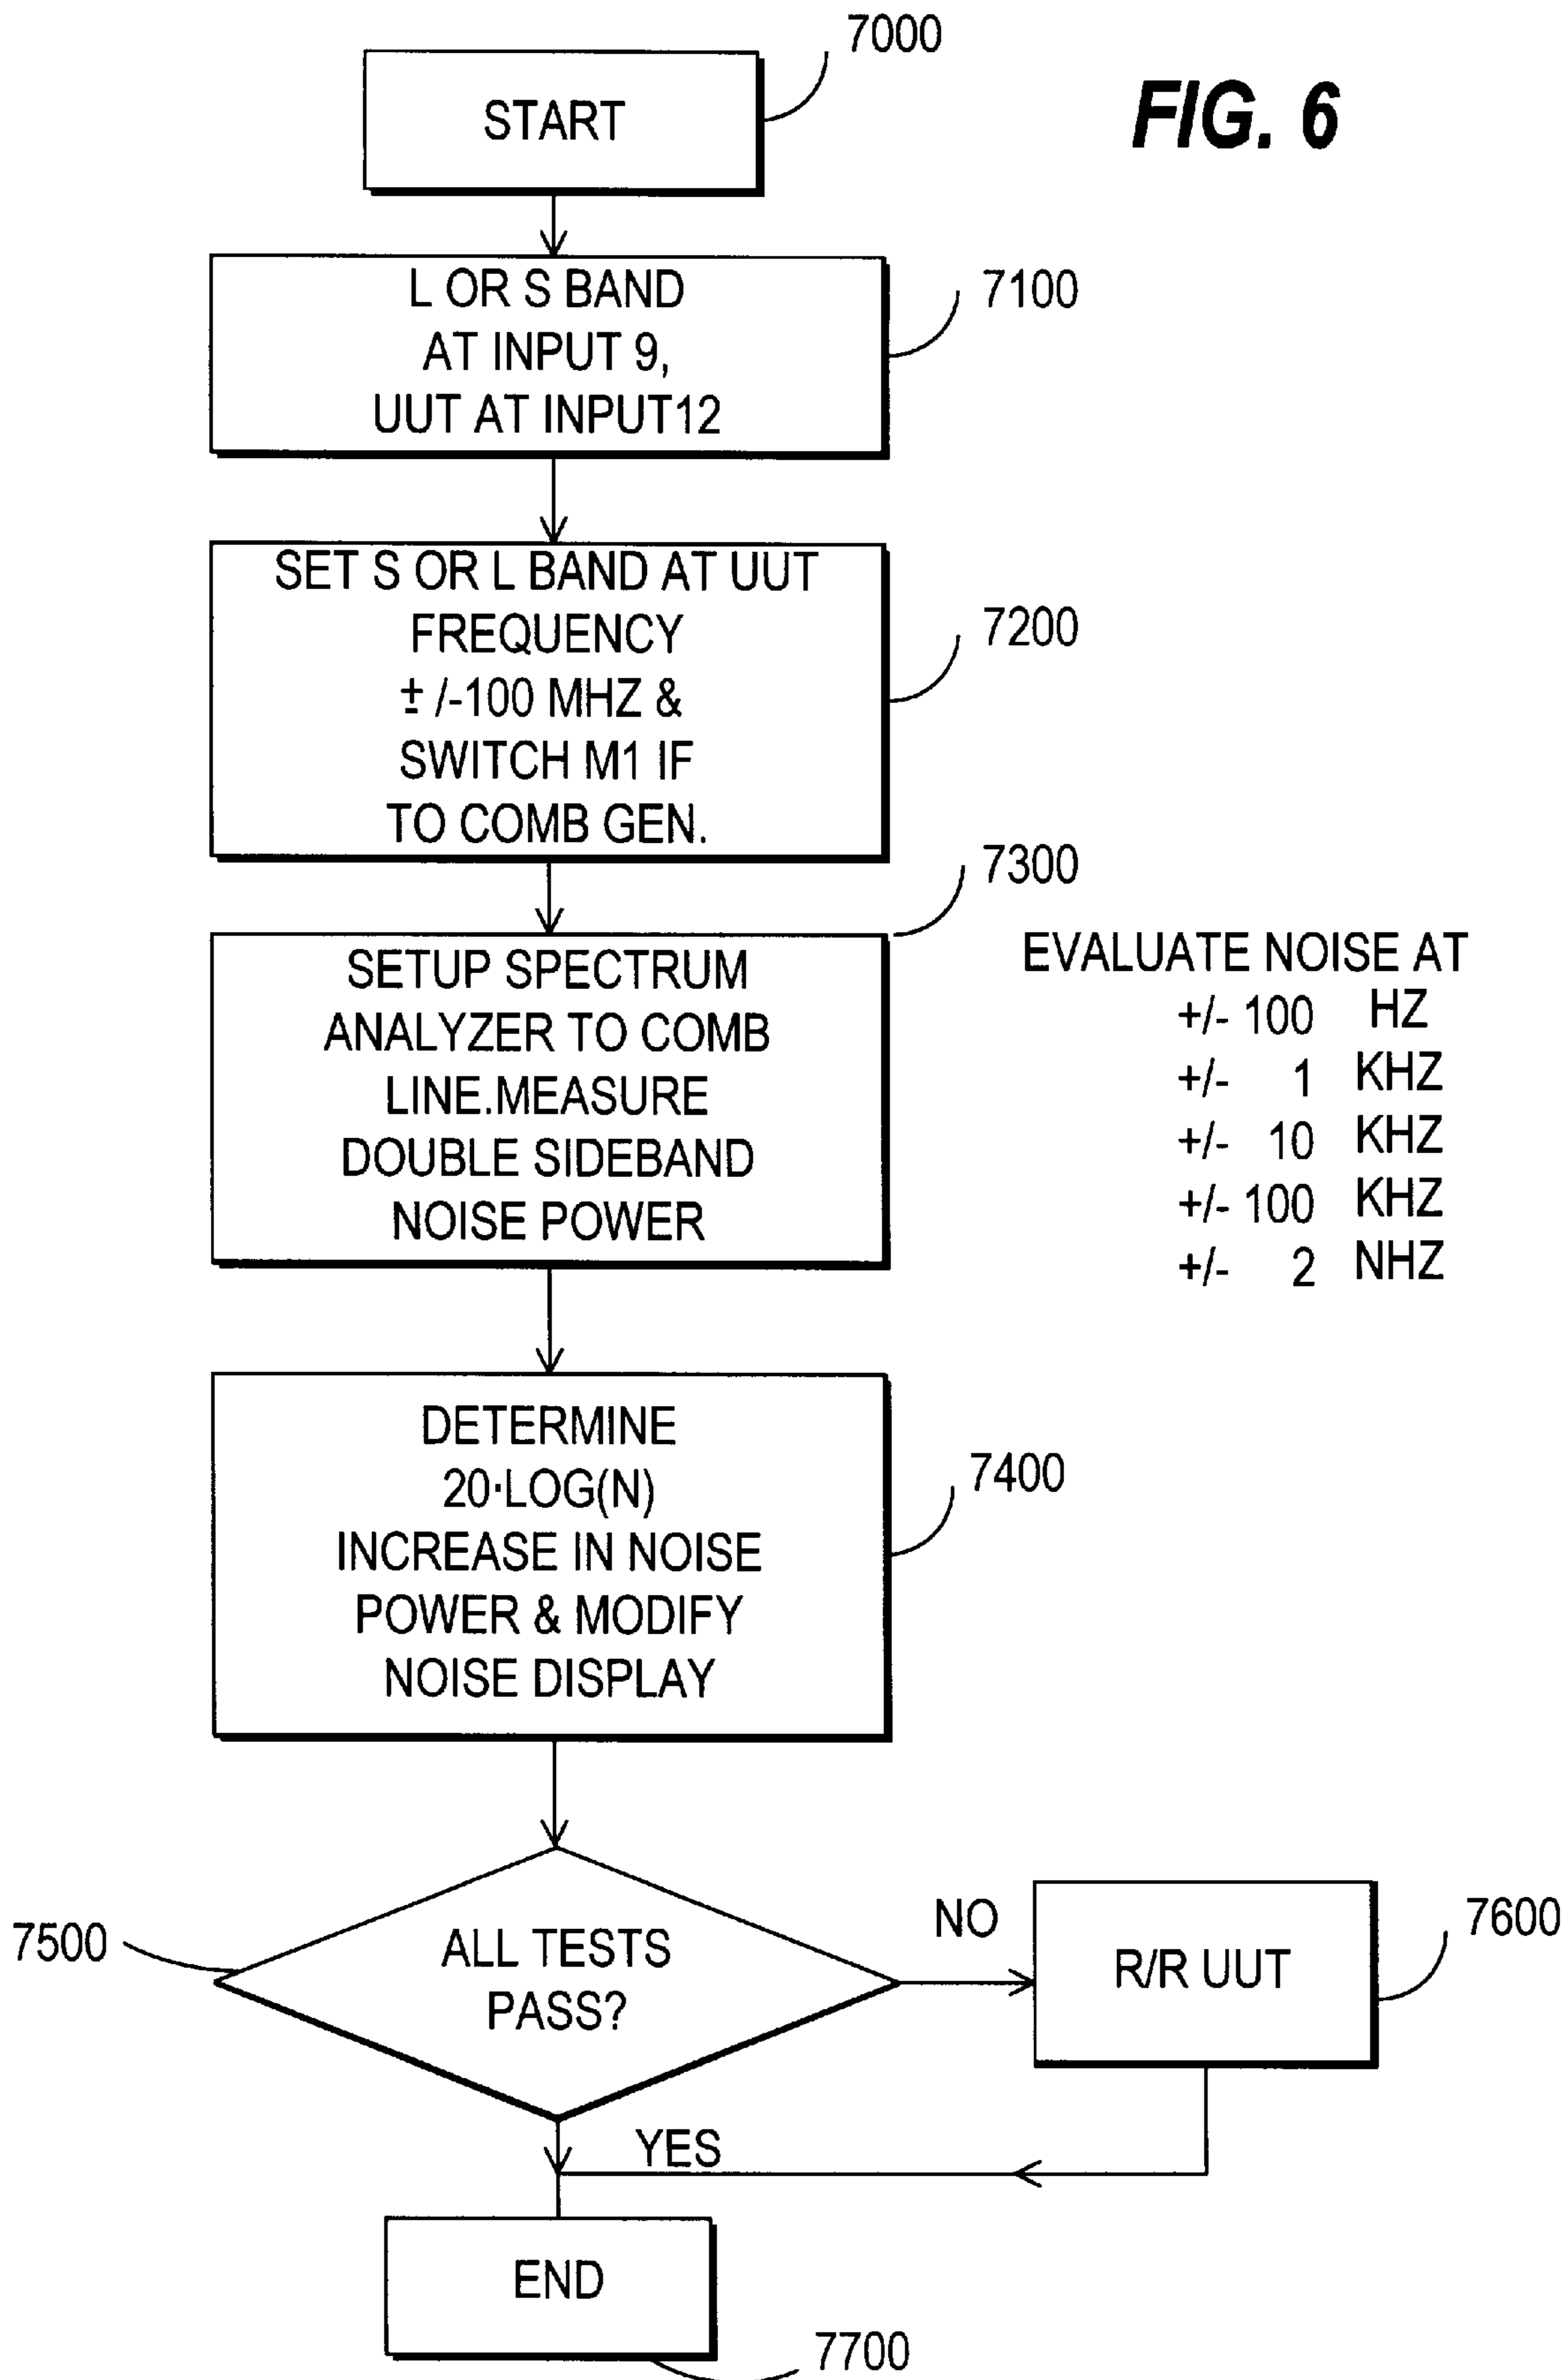 7000
FIG. 6
START
L OR S BAND
AT INPUT 9,
UUT AT INPUT12
7100
SET S OR L BAND AT UUT
FREQUENCY
± /-100 MHZ &
SWITCH M1 IF
TO COMB GEN.
7200
7300
SETUP SPECTRUM
ANALYZER TO COMB
LINE.MEASURE
DOUBLE SIDEBAND
NOISE POWER
EVALUATE NOISE AT
+/- 100 HZ
+/- 1 KHZ
+/- 10 KHZ
+/- 100 KHZ
+/- 2 NHZ
DETERMINE
20·LOG(N)
INCREASE IN NOISE
POWER & MODIFY
NOISE DISPLAY
7400
7500
ALL TESTS
PASS?
NO
R/R UUT
7600
YES
END
7700